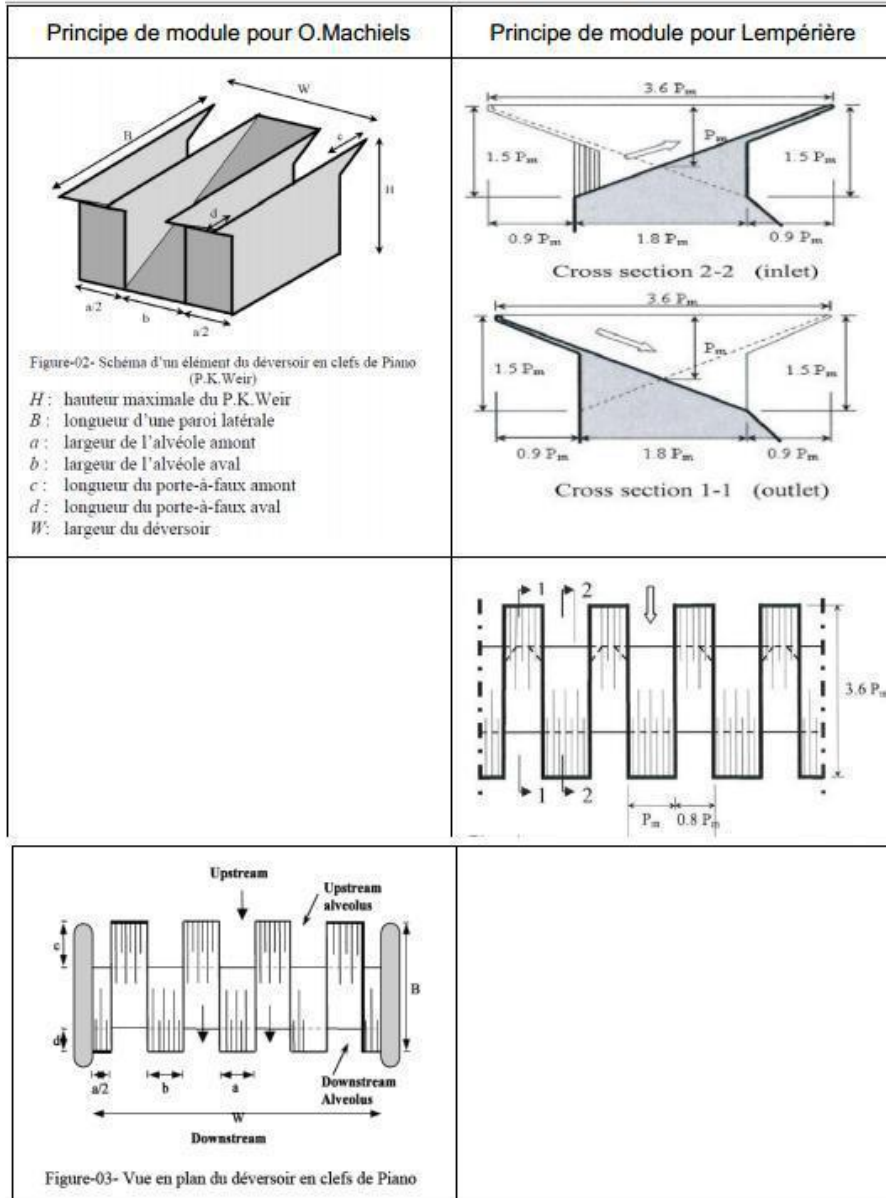 Principe de module pour O.Machiels
Principe de module pour Lempérière
W
B
c
H
d
a/2
b
a/2
Figure-02- Schéma d'un élément du déversoir en clefs de Piano
(P.K.Weir)
H : hauteur maximale du P.K.Weir
B : longueur d'une paroi latérale
a : largeur de l'alvéole amont
b : largeur de l'alvéole aval
c : longueur du porte-à-faux amont
d : longueur du porte-à-faux aval
W: largeur du déversoir
3.6 Pm
Pm
1.5 Pm
1.5 Pm
0.9 Pm
1.8 Pm
0.9 Pm
Cross section 2-2 (inlet)
3.6 Pm
Pm
1.5 Pm
1.5 Pm
0.9 Pm
1.8 Pm
0.9 Pm
Cross section 1-1 (outlet)
1
2
3.6 Pm
1
2
Pm
0.8 Pm
Upstream
Upstream
alveolus
c
B
d
a/2
b
a
Downstream
Alveolus
W
Downstream
Figure-03- Vue en plan du déversoir en clefs de Piano